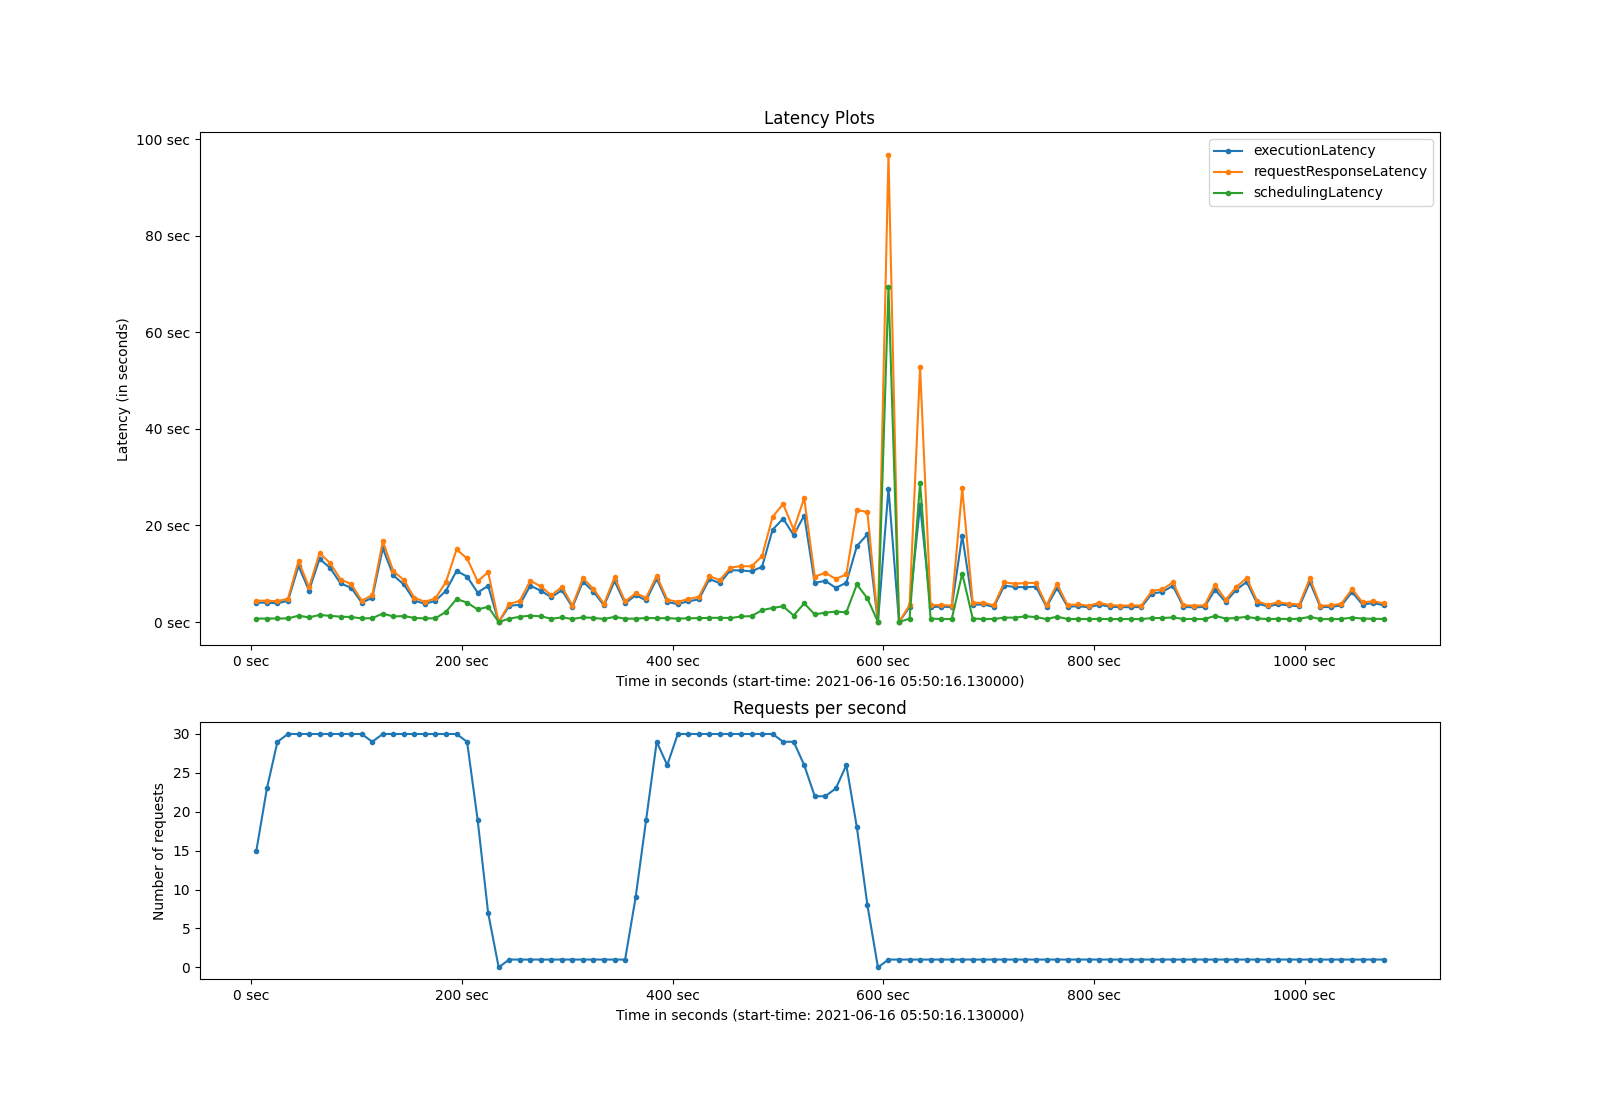 Latency Plots
100 sec
80 sec
60 sec
40 sec
20 sec
0 sec
Latency (in seconds)
executionLatency
requestResponseLatency
schedulingLatency
0 sec 200 sec 400 sec 600 sec 800 sec 1000 sec
Time in seconds (start-time: 2021-06-16 05:50:16.130000)
Requests per second
30
25
20
15
10
5
0
Number of requests
0 sec 200 sec 400 sec 600 sec 800 sec 1000 sec
Time in seconds (start-time: 2021-06-16 05:50:16.130000)